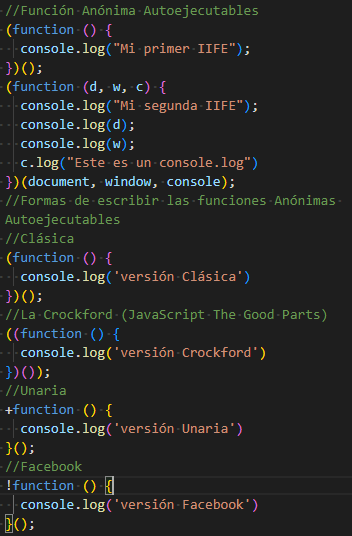 //Función Anónima Autoejecutables
(function () {
  console.log("Mi primer IIFE");
})();
(function (d, w, c) {
  console.log("Mi segunda IIFE");
  console.log(d);
  console.log(w);
  c.log("Este es un console.log")
})(document, window, console);
//Formas de escribir las funciones Anónimas
Autoejecutables
//Clásica
(function () {
  console.log('versión Clásica')
})();
//La Crockford (JavaScript The Good Parts)
((function () {
  console.log('versión Crockford')
})());
//Unaria
+function () {
  console.log('versión Unaria')
}();
//Facebook
!function () {
  console.log('versión Facebook')
}();